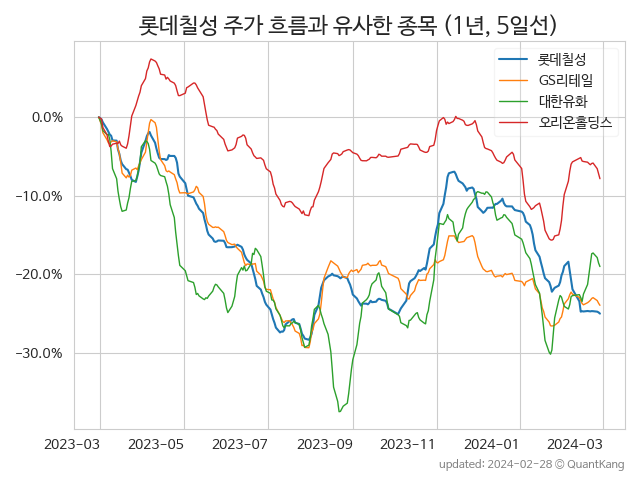 롯데칠성 주가 흐름과 유사한 종목 (1년, 5일선)
롯데칠성
GS리테일
대한유화
오리온홀딩스
0.0%
−10.0%
−20.0%
−30.0%
2023-03 2023-05 2023-07 2023-09 2023-11 2024-01 2024-03
updated: 2024-02-28 © QuantKang